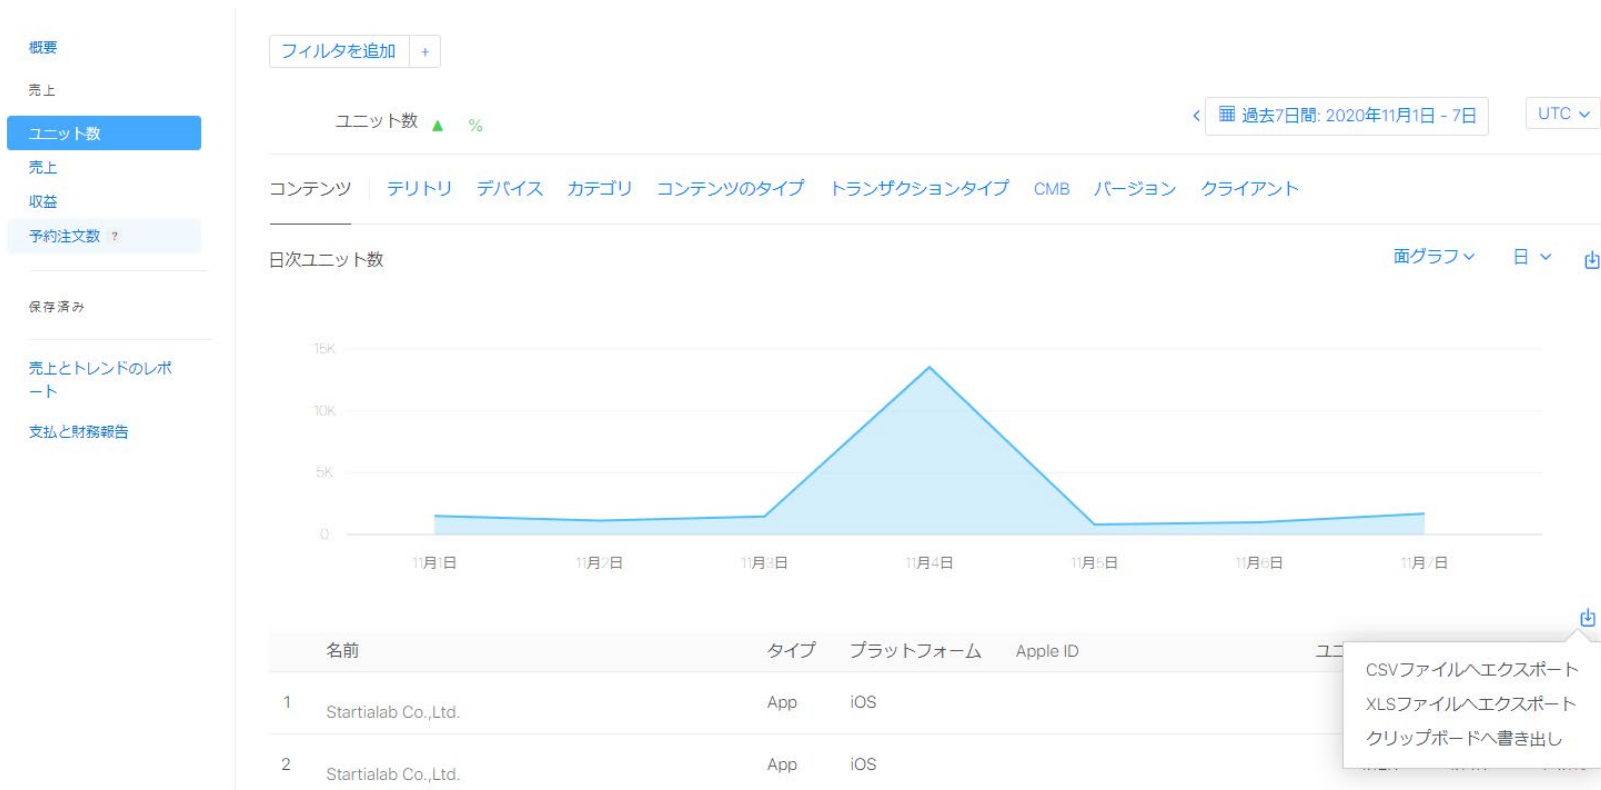 概要
売上
ユニット数
売上
収益
予約注文数 ?
保存済み
売上とトレンドのレポ
ート
支払と財務報告
フィルタを追加 +
ユニット数 ▲ %
過去7日間: 2020年11月1日 - 7日
UTC
コンテンツ テリトリ デバイス カテゴリ コンテンツのタイプ トランザクションタイプ CMB バージョン クライアント
日次ユニット数
面グラフ 日
15K
10K
5K
0
11月1日 11月2日 11月3日 11月4日 11月5日 11月6日 11月7日
名前 タイプ プラットフォーム Apple ID
1 App iOS
Startialab Co.,Ltd.
2 App iOS
Startialab Co.,Ltd.
CSVファイルへエクスポート
XLSファイルへエクスポート
クリップボードへ書き出し